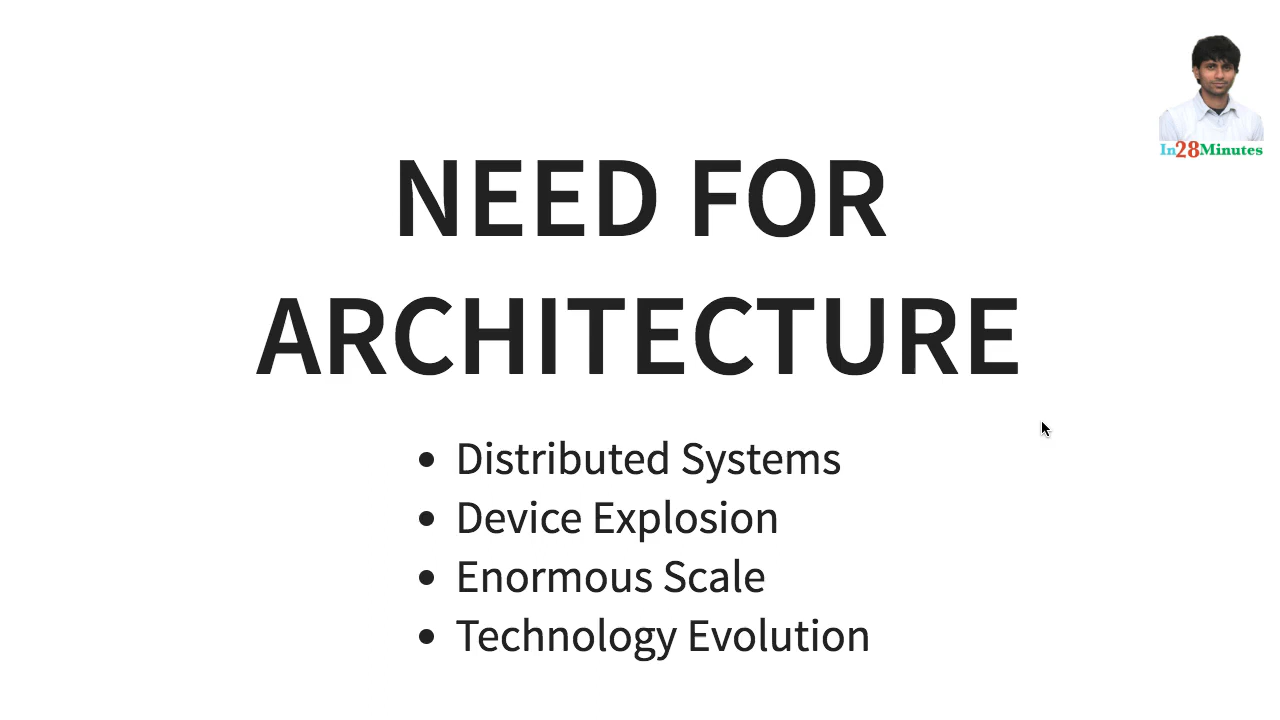 In28Minutes
NEED FOR
ARCHITECTURE
• Distributed Systems
• Device Explosion
• Enormous Scale
• Technology Evolution